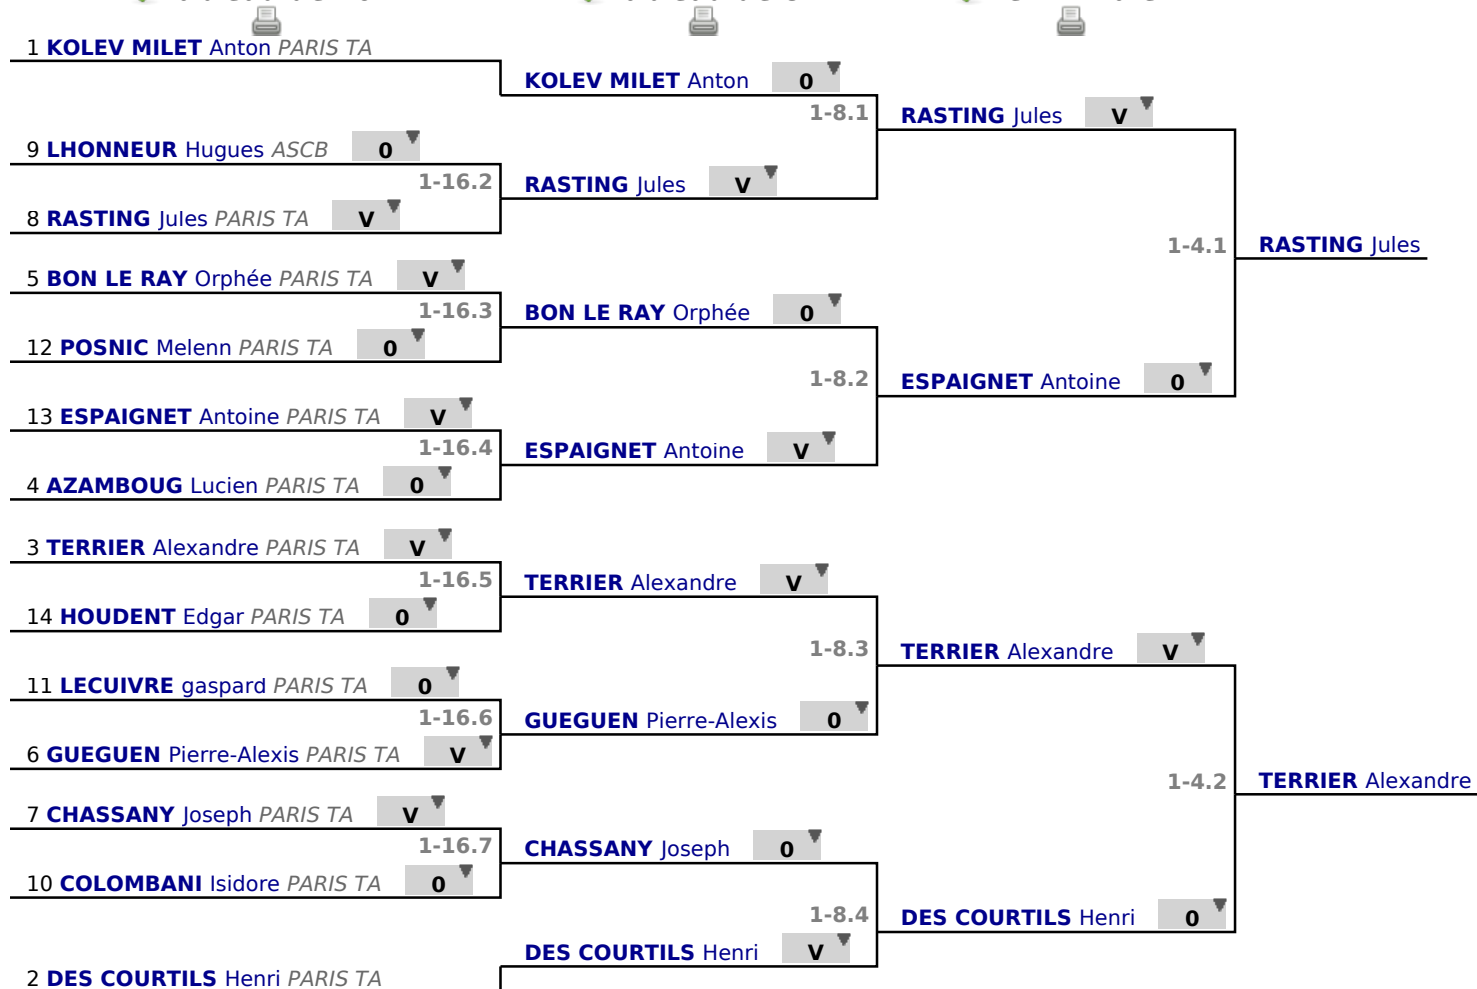 1 KOLEV MILET Anton PARIS TA
KOLEV MILET Anton 0
1-8.1
RASTING Jules V
9 LHONNEUR Hugues ASCB 0
1-16.2
RASTING Jules V
8 RASTING Jules PARIS TA V
1-4.1
RASTING Jules
5 BON LE RAY Orphée PARIS TA V
1-16.3
BON LE RAY Orphée 0
12 POSNIC Melenn PARIS TA 0
1-8.2
ESPAIGNET Antoine 0
13 ESPAIGNET Antoine PARIS TA V
1-16.4
ESPAIGNET Antoine V
4 AZAMBOUG Lucien PARIS TA 0
3 TERRIER Alexandre PARIS TA V
1-16.5
TERRIER Alexandre V
14 HOUDENT Edgar PARIS TA 0
1-8.3
TERRIER Alexandre V
11 LECUIVRE gaspard PARIS TA 0
1-16.6
GUEGUEN Pierre-Alexis 0
6 GUEGUEN Pierre-Alexis PARIS TA V
1-4.2
TERRIER Alexandre
7 CHASSANY Joseph PARIS TA V
1-16.7
CHASSANY Joseph 0
10 COLOMBANI Isidore PARIS TA 0
1-8.4
DES COURTILS Henri 0
DES COURTILS Henri V
2 DES COURTILS Henri PARIS TA